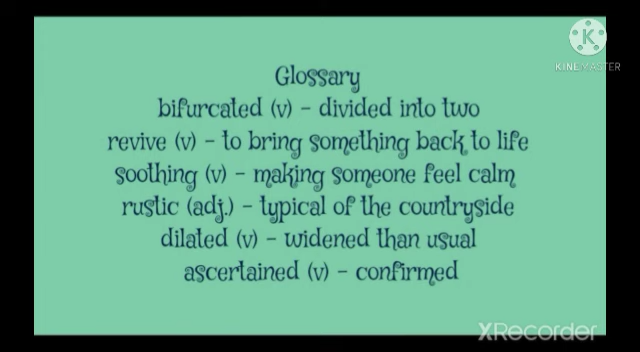 KINEMASTER
Glossary
bifurcated (v) - divided into two
revive (v) - to bring something back to life
soothing (v) - making someone feel calm
rustic (adj.) - typical of the countryside
dilated (v) - widened than usual
ascertained (v) - confirmed
XRecorder